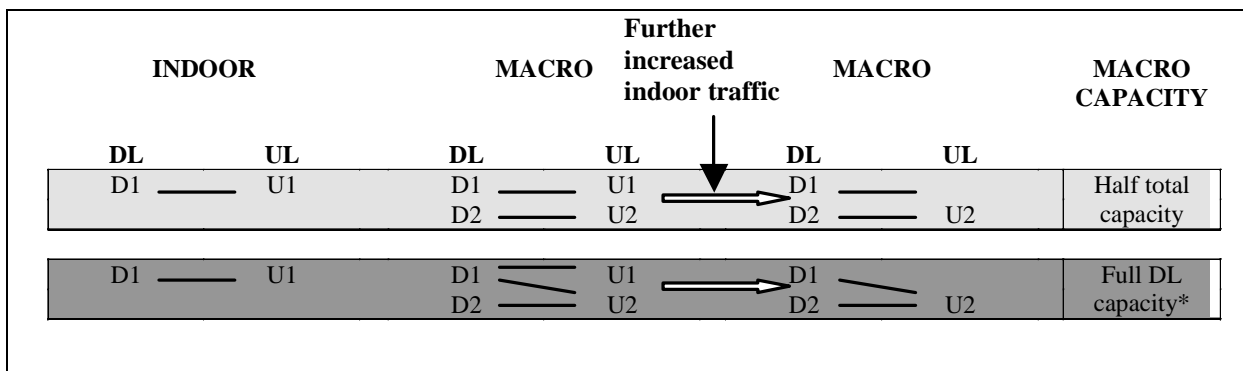 Further
increased
indoor traffic
INDOOR MACRO MACRO MACRO
CAPACITY
DL UL DL UL DL UL
D1 U1 D1 U1 D1 Half total
D2 U2 D2 U2 capacity
D1 U1 D1 U1 D1 Full DL
D2 U2 D2 U2 capacity*